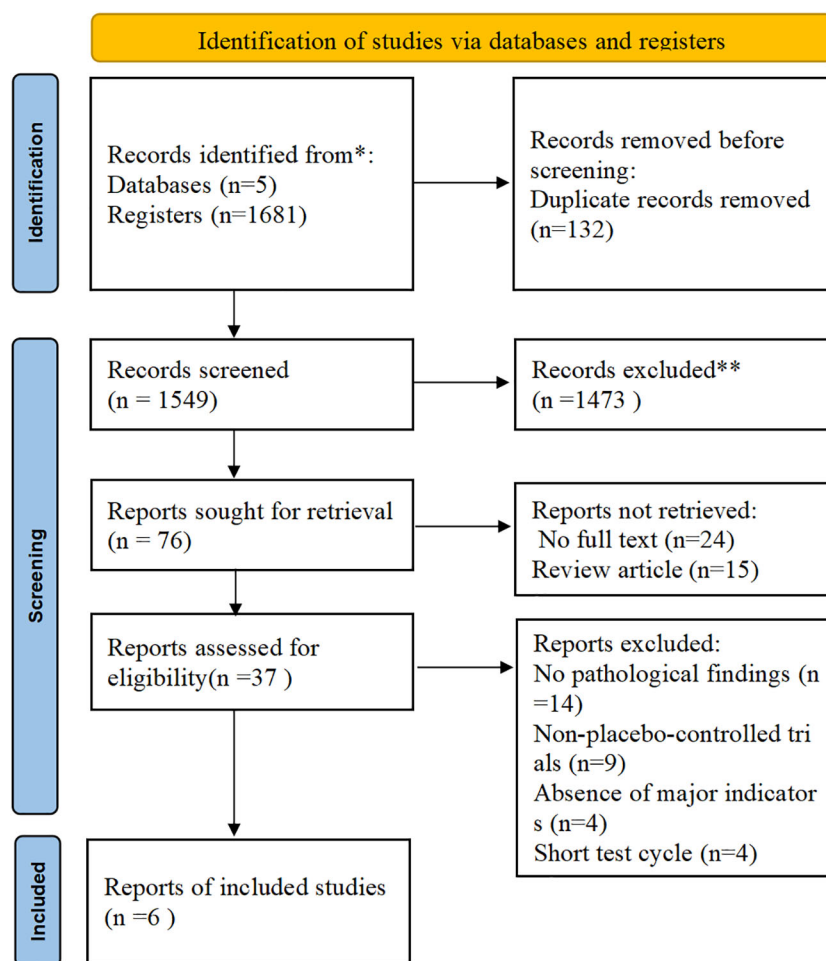 Identification of studies via databases and registers
Identification
Records identified from*:
Databases (n=5)
Registers (n=1681)
Records removed before
screening:
Duplicate records removed
(n=132)
Screening
Records screened
(n = 1549)
Records excluded**
(n =1473 )
Reports sought for retrieval
(n = 76)
Reports not retrieved:
No full text (n=24)
Review article (n=15)
Reports assessed for
eligibility(n =37 )
Reports excluded:
No pathological findings (n
=14)
Non-placebo-controlled tri
als (n=9)
Absence of major indicator
s (n=4)
Short test cycle (n=4)
Included
Reports of included studies
(n =6 )